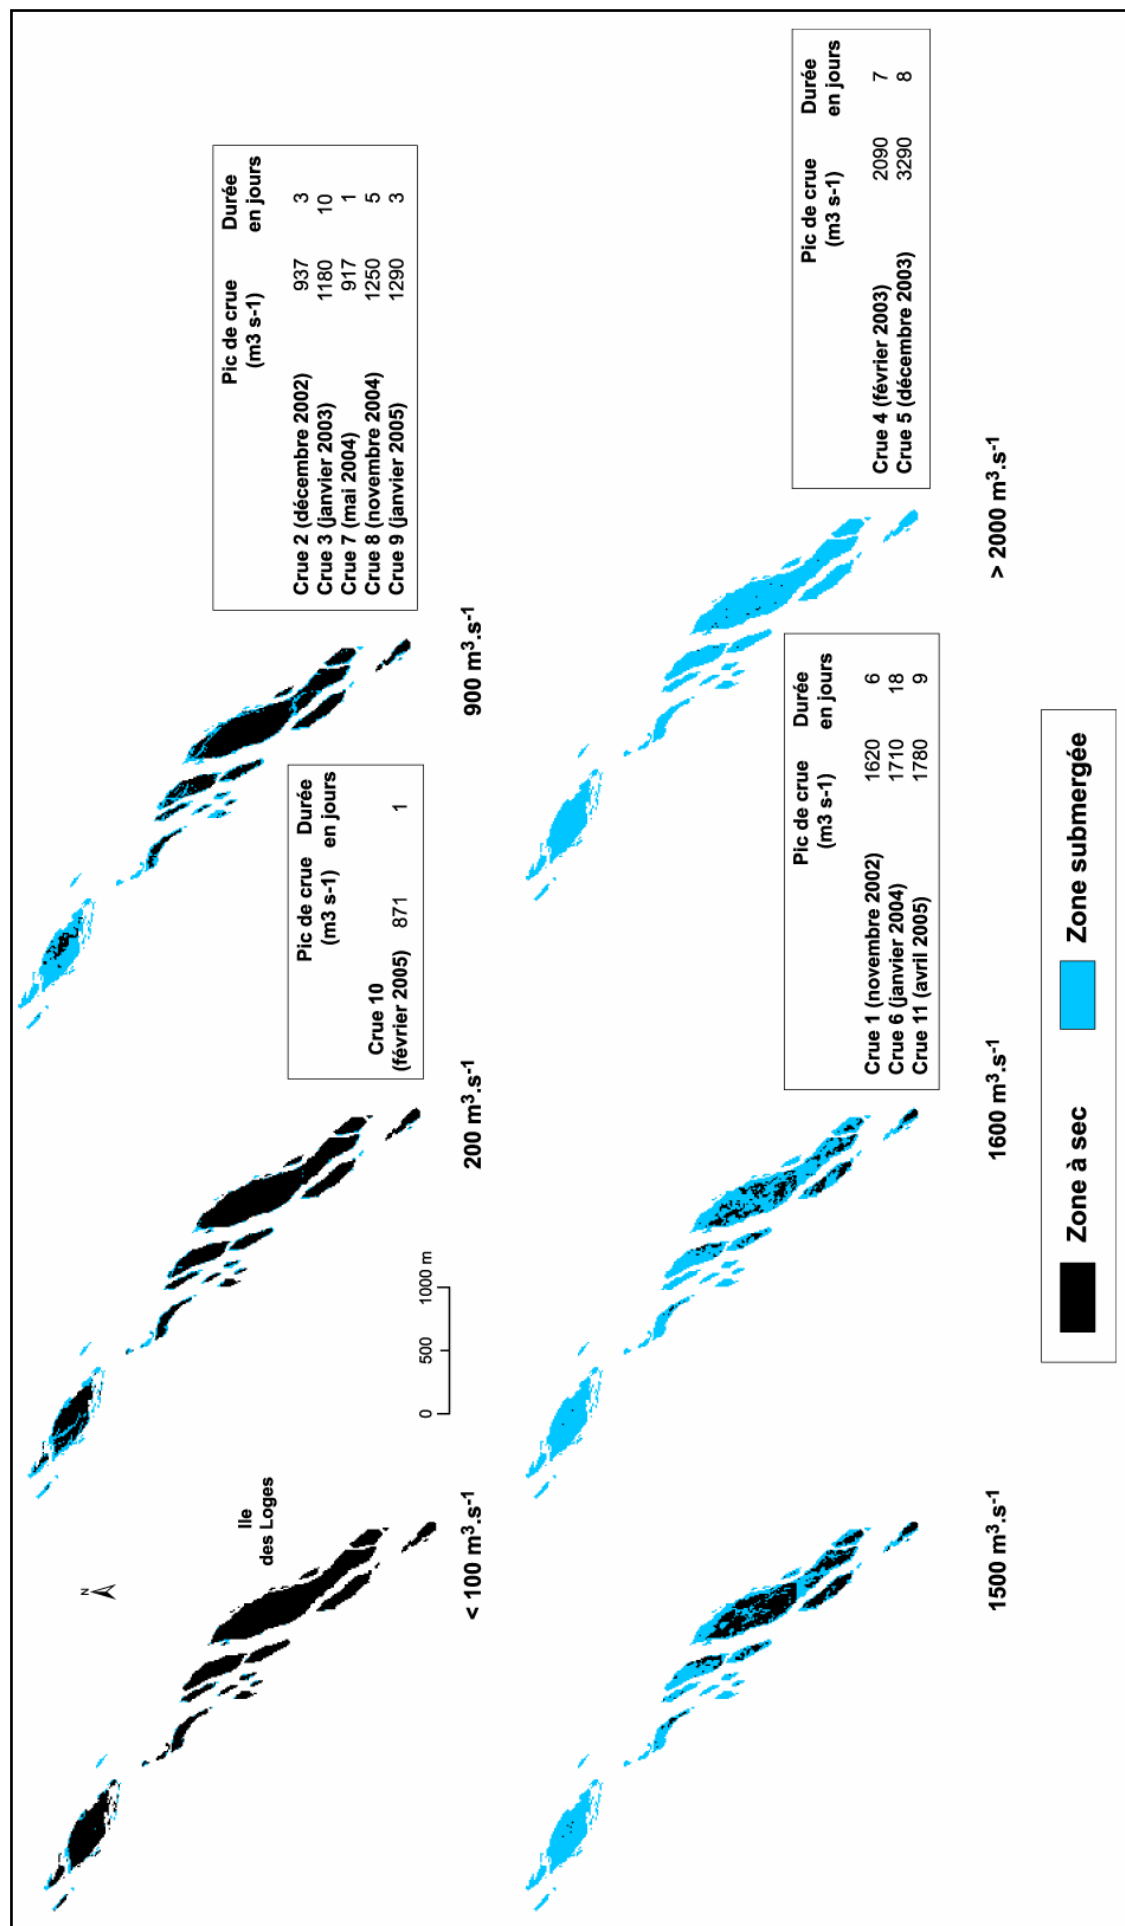 N
Ile
des Loges
< 100 m³.s⁻¹
0 500 1000 m
200 m³.s⁻¹
Pic de crue Durée
(m3 s-1) en jours
Crue 10
(février 2005) 871 1
900 m³.s⁻¹
Pic de crue Durée
(m3 s-1) en jours
Crue 2 (décembre 2002) 937 3
Crue 3 (janvier 2003) 1180 10
Crue 7 (mai 2004) 917 1
Crue 8 (novembre 2004) 1250 5
Crue 9 (janvier 2005) 1290 3
1500 m³.s⁻¹
1600 m³.s⁻¹
Pic de crue Durée
(m3 s-1) en jours
Crue 1 (novembre 2002) 1620 6
Crue 6 (janvier 2004) 1710 18
Crue 11 (avril 2005) 1780 9
> 2000 m³.s⁻¹
Pic de crue Durée
(m3 s-1) en jours
Crue 4 (février 2003) 2090 7
Crue 5 (décembre 2003) 3290 8
Zone à sec Zone submergée